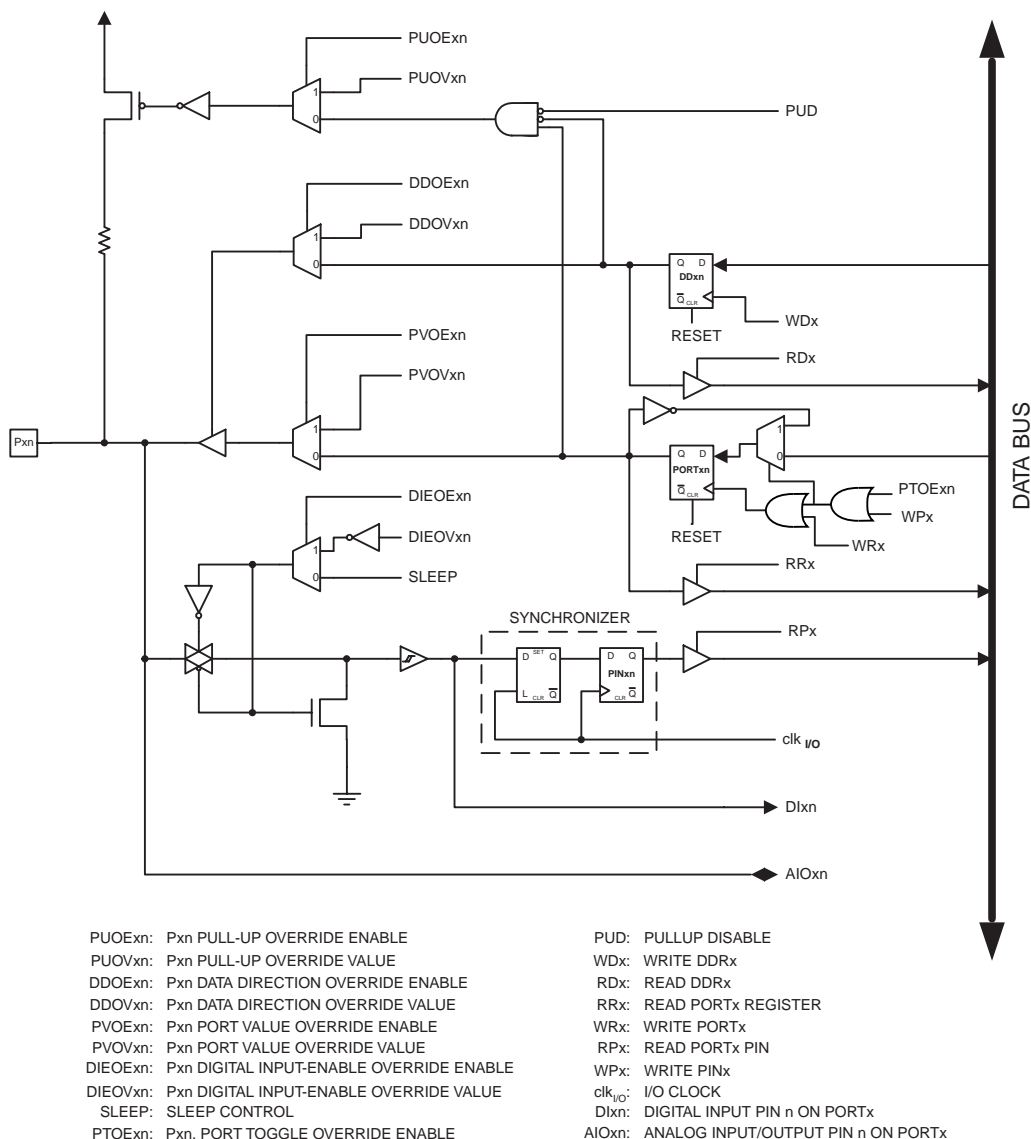 PUOExn
PUOVxn
1
0
PUD
DDOExn
DDOVxn
1
0
Q D
DDxn
Q CLR
WDx
RESET
PVOExn
RDx
PVOVxn
DATA BUS
1
0
1
0
Pxn
Q D
PORTxn
Q CLR
PTOExn
WPx
DIEOExn
RESET
WRx
DIEOVxn
1
0
SLEEP
RRx
SYNCHRONIZER
RPx
D SET Q
L CLR Q
D Q
PINxn
CLR Q
clk I/O
DIxn
AIOxn
PUOExn: Pxn PULL-UP OVERRIDE ENABLE
PUOVxn: Pxn PULL-UP OVERRIDE VALUE
DDOExn: Pxn DATA DIRECTION OVERRIDE ENABLE
DDOVxn: Pxn DATA DIRECTION OVERRIDE VALUE
PVOExn: Pxn PORT VALUE OVERRIDE ENABLE
PVOVxn: Pxn PORT VALUE OVERRIDE VALUE
DIEOExn: Pxn DIGITAL INPUT-ENABLE OVERRIDE ENABLE
DIEOVxn: Pxn DIGITAL INPUT-ENABLE OVERRIDE VALUE
SLEEP: SLEEP CONTROL
PTOExn: Pxn, PORT TOGGLE OVERRIDE ENABLE
PUD: PULLUP DISABLE
WDx: WRITE DDRx
RDx: READ DDRx
RRx: READ PORTx REGISTER
WRx: WRITE PORTx
RPx: READ PORTx PIN
WPx: WRITE PINx
clkI/O: I/O CLOCK
DIxn: DIGITAL INPUT PIN n ON PORTx
AIOxn: ANALOG INPUT/OUTPUT PIN n ON PORTx